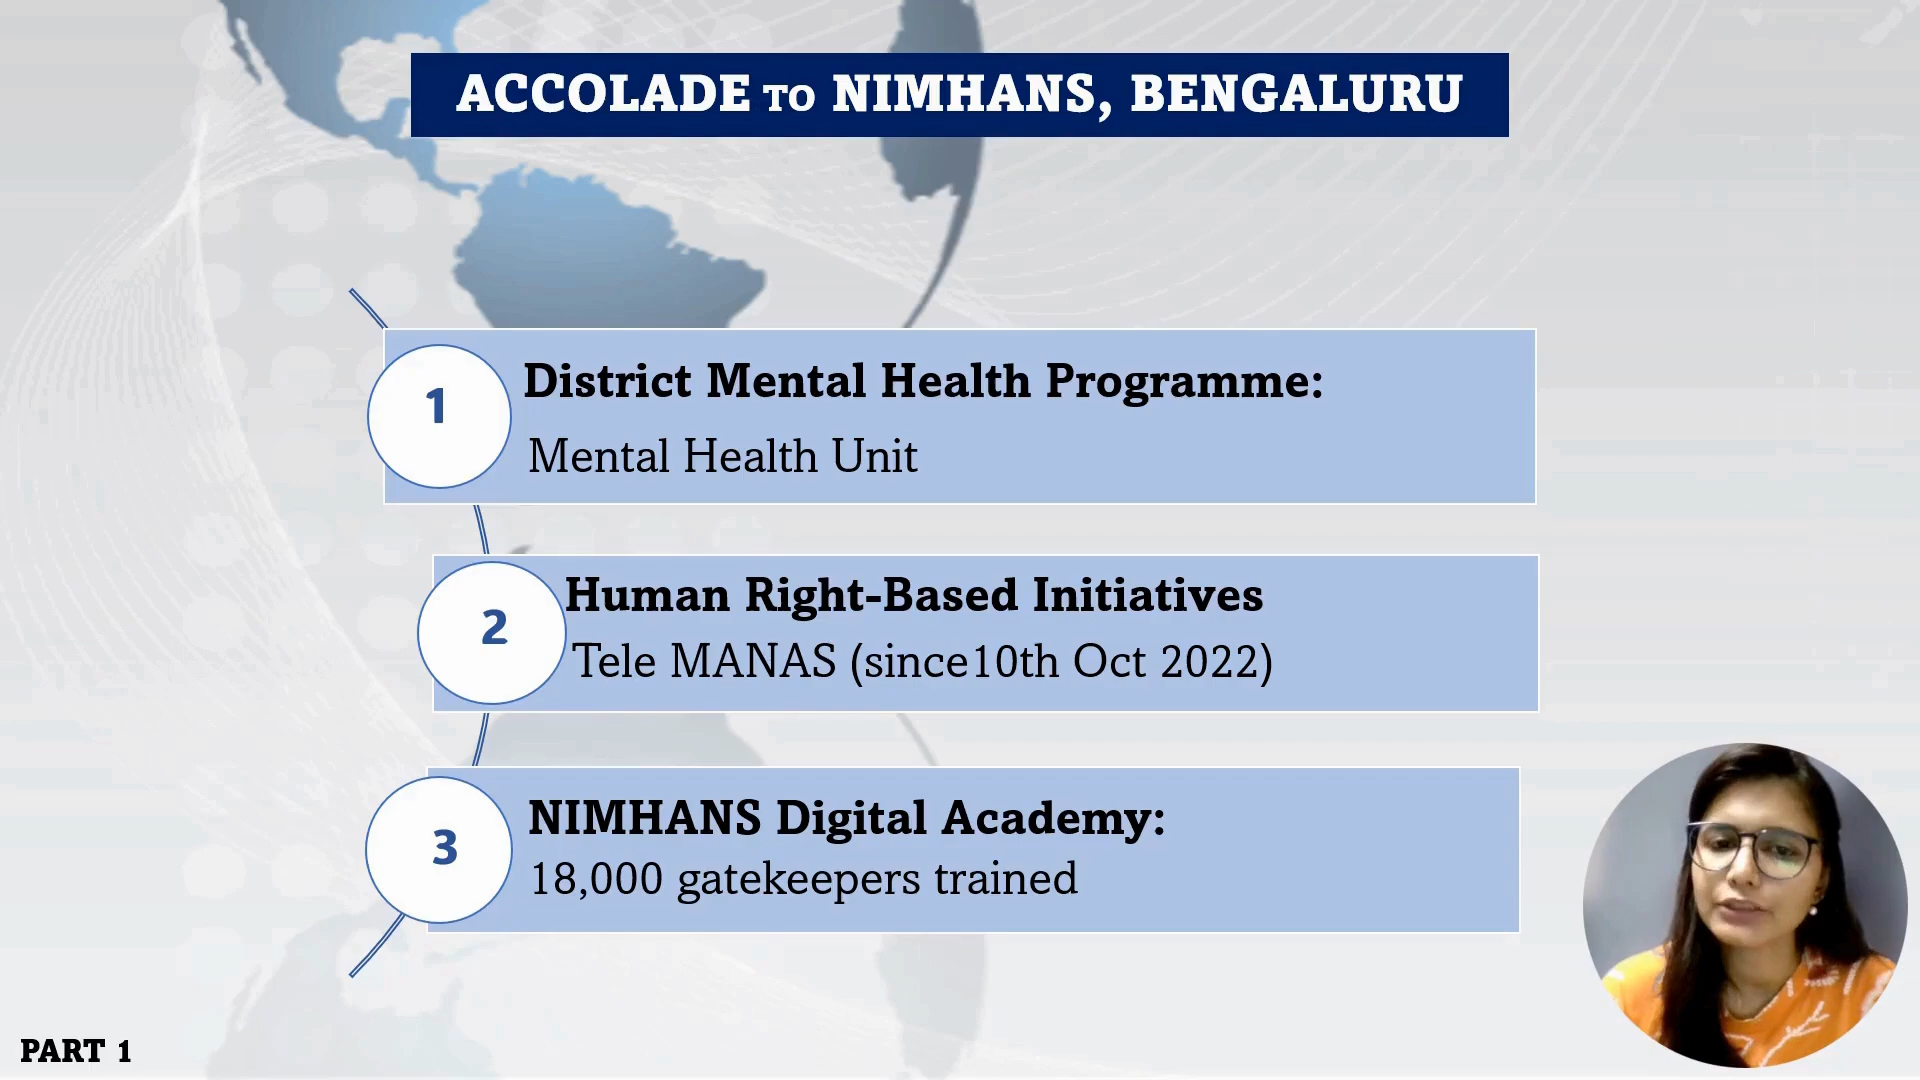 ACCOLADE TO NIMHANS, BENGALURU
1
District Mental Health Programme:
Mental Health Unit
2
Human Right-Based Initiatives
Tele MANAS (since10th Oct 2022)
3
NIMHANS Digital Academy:
18,000 gatekeepers trained
PART 1